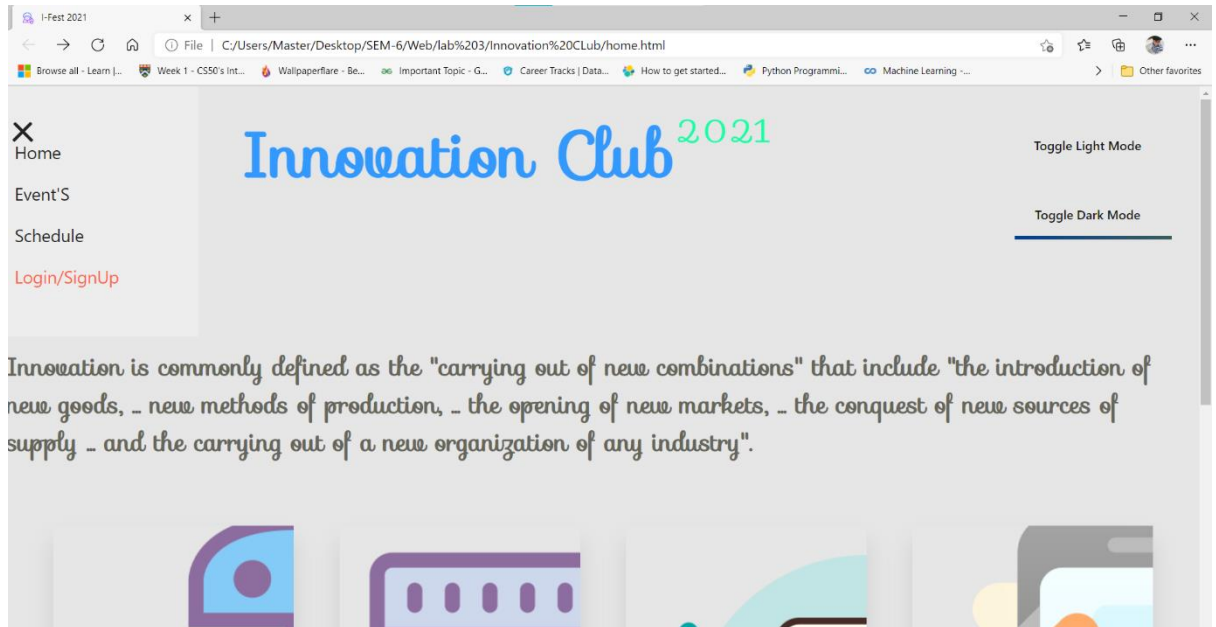 I-Fest 2021
File | C:/Users/Master/Desktop/SEM-6/Web/lab%203/Innovation%20CLub/home.html
Browse all - Learn |... Week 1 - CS50's Int... Wallpaperflare - Be... Important Topic - G... Career Tracks | Data... How to get started... Python Programmi... Machine Learning -... Other favorites
Innovation Club 2021
Toggle Light Mode
Toggle Dark Mode
Home
Event'S
Schedule
Login/SignUp
Innovation is commonly defined as the "carrying out of new combinations" that include "the introduction of
new goods, … new methods of production, … the opening of new markets, … the conquest of new sources of
supply … and the carrying out of a new organization of any industry".